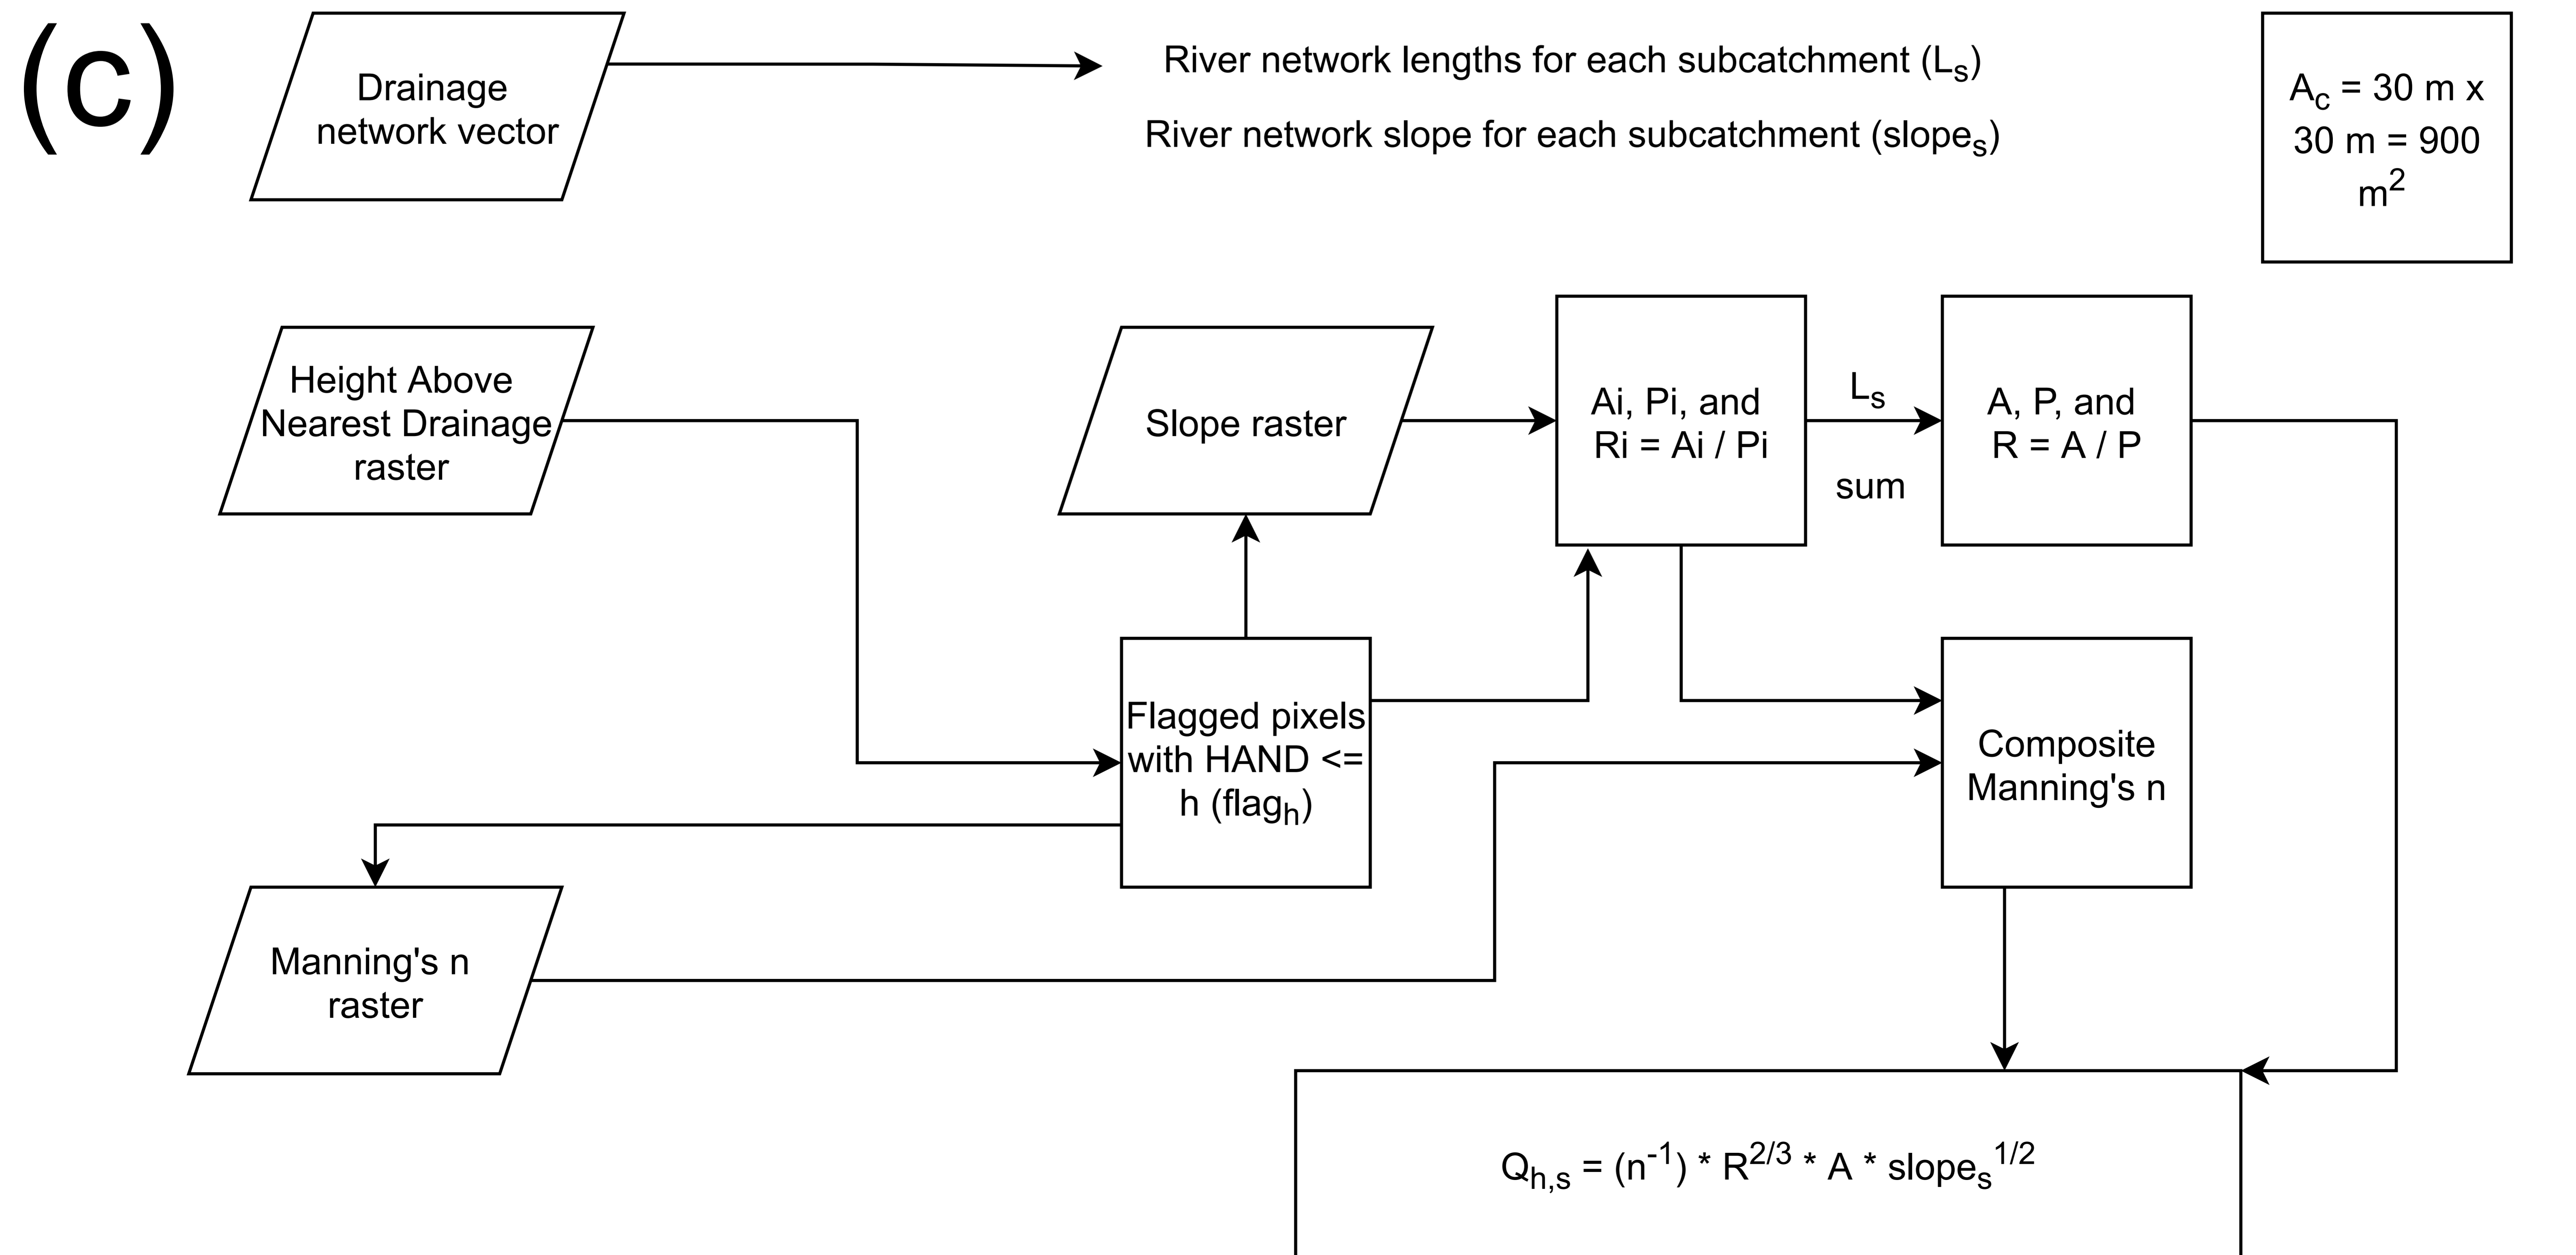 (c)
Drainage
network vector
River network lengths for each subcatchment (Ls)
River network slope for each subcatchment (slopes)
Ac = 30 m x
30 m = 900
m2
Height Above
Nearest Drainage
raster
Slope raster
Ai, Pi, and
Ri = Ai / Pi
Ls
sum
A, P, and
R = A / P
Flagged pixels
with HAND <=
h (flagh)
Composite
Manning's n
Manning's n
raster
Qh,s = (n-1) * R2/3 * A * slopes1/2